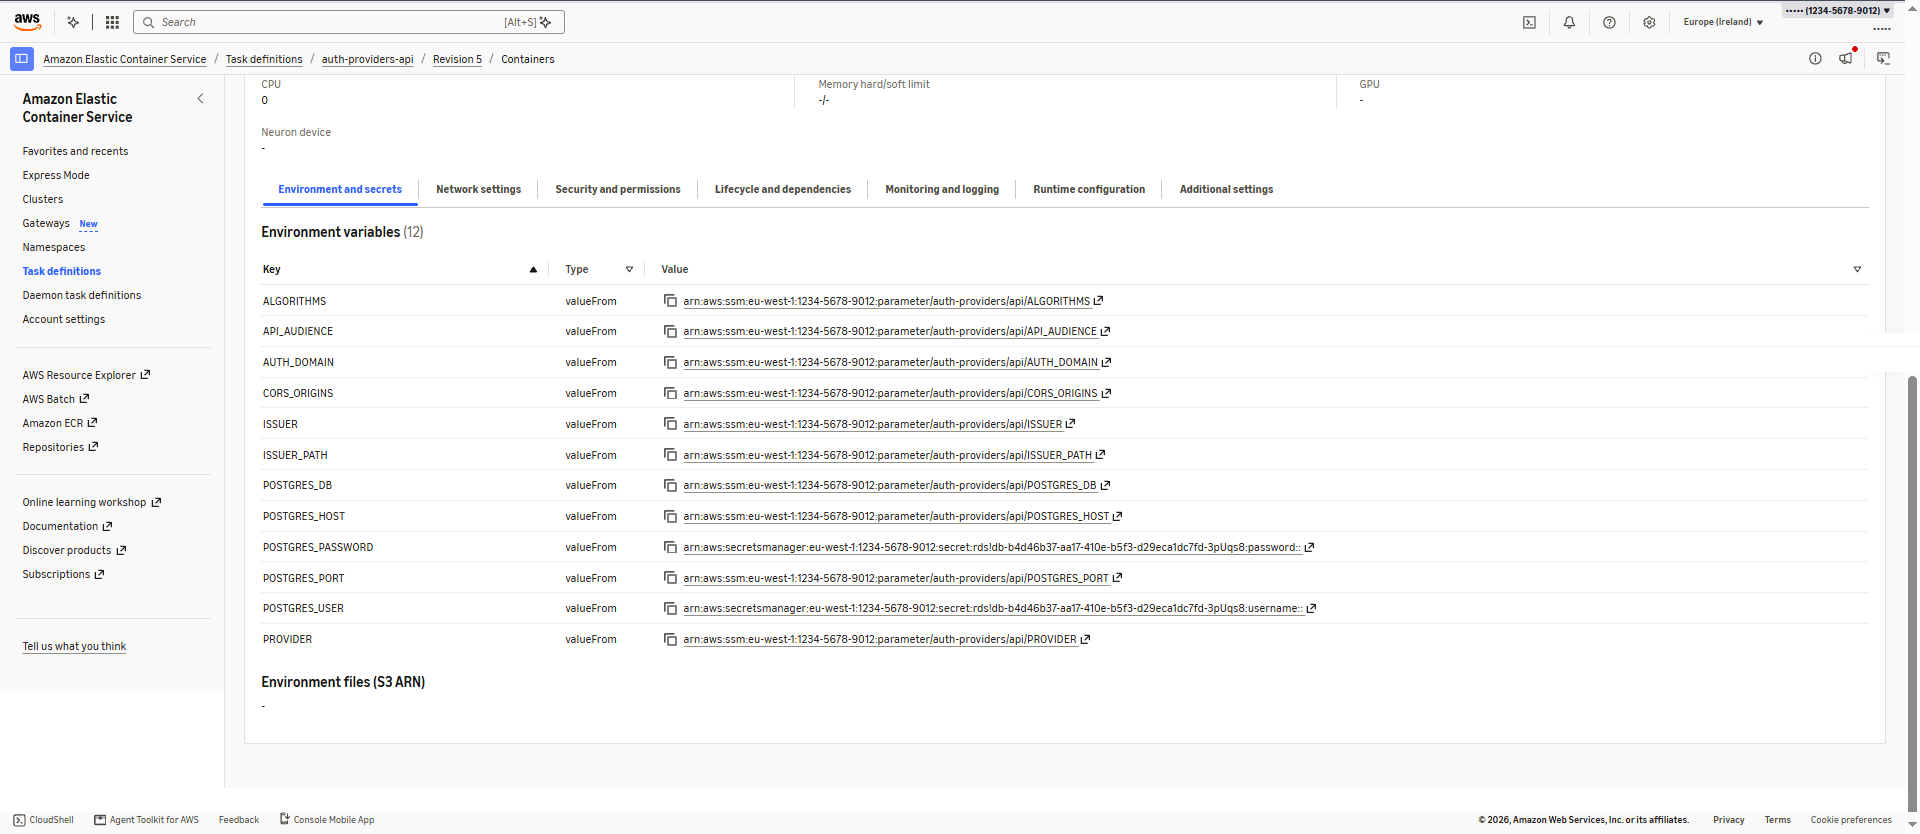 aws
Search [Alt+S]
Europe (Ireland)
(1234-5678-9012)
Amazon Elastic Container Service / Task definitions / auth-providers-api / Revision 5 / Containers
Amazon Elastic
Container Service
Favorites and recents
Express Mode
Clusters
Gateways New
Namespaces
Task definitions
Daemon task definitions
Account settings
AWS Resource Explorer
AWS Batch
Amazon ECR
Repositories
Online learning workshop
Documentation
Discover products
Subscriptions
Tell us what you think
CPU Memory hard/soft limit GPU
0 -/- -
Neuron device
-
Environment and secrets Network settings Security and permissions Lifecycle and dependencies Monitoring and logging Runtime configuration Additional settings
Environment variables (12)
Key Type Value
ALGORITHMS valueFrom arn:aws:ssm:eu-west-1:1234-5678-9012:parameter/auth-providers/api/ALGORITHMS
API_AUDIENCE valueFrom arn:aws:ssm:eu-west-1:1234-5678-9012:parameter/auth-providers/api/API_AUDIENCE
AUTH_DOMAIN valueFrom arn:aws:ssm:eu-west-1:1234-5678-9012:parameter/auth-providers/api/AUTH_DOMAIN
CORS_ORIGINS valueFrom arn:aws:ssm:eu-west-1:1234-5678-9012:parameter/auth-providers/api/CORS_ORIGINS
ISSUER valueFrom arn:aws:ssm:eu-west-1:1234-5678-9012:parameter/auth-providers/api/ISSUER
ISSUER_PATH valueFrom arn:aws:ssm:eu-west-1:1234-5678-9012:parameter/auth-providers/api/ISSUER_PATH
POSTGRES_DB valueFrom arn:aws:ssm:eu-west-1:1234-5678-9012:parameter/auth-providers/api/POSTGRES_DB
POSTGRES_HOST valueFrom arn:aws:ssm:eu-west-1:1234-5678-9012:parameter/auth-providers/api/POSTGRES_HOST
POSTGRES_PASSWORD valueFrom arn:aws:secretsmanager:eu-west-1:1234-5678-9012:secret:rds!db-b4d46b37-aa17-410e-b5f3-d29eca1dc7fd-3pUqs8:password::
POSTGRES_PORT valueFrom arn:aws:ssm:eu-west-1:1234-5678-9012:parameter/auth-providers/api/POSTGRES_PORT
POSTGRES_USER valueFrom arn:aws:secretsmanager:eu-west-1:1234-5678-9012:secret:rds!db-b4d46b37-aa17-410e-b5f3-d29eca1dc7fd-3pUqs8:username::
PROVIDER valueFrom arn:aws:ssm:eu-west-1:1234-5678-9012:parameter/auth-providers/api/PROVIDER
Environment files (S3 ARN)
-
CloudShell Agent Toolkit for AWS Feedback Console Mobile App
© 2026, Amazon Web Services, Inc. or its affiliates. Privacy Terms Cookie preferences